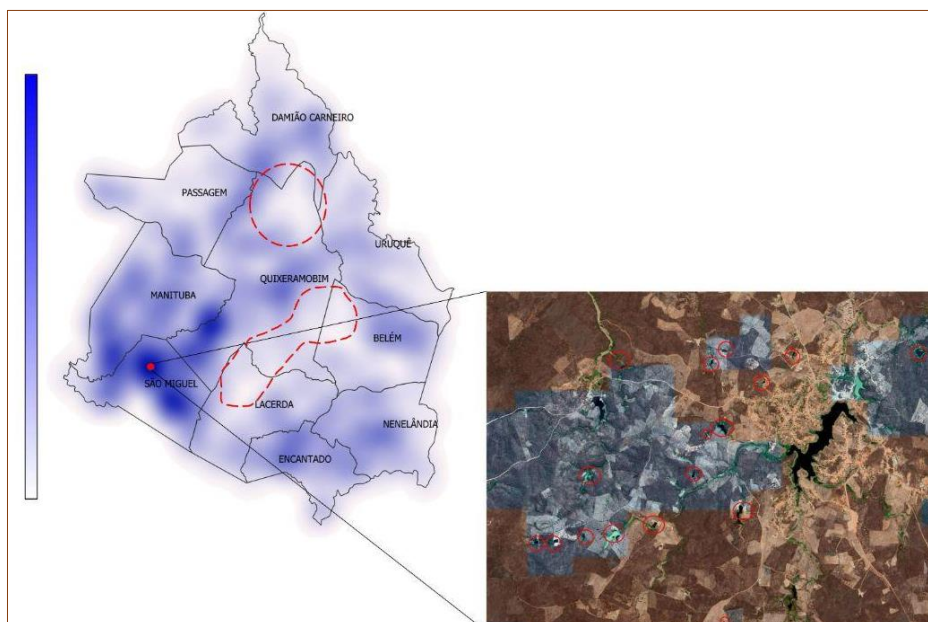 DAMIÃO CARNEIRO
PASSAGEM
URUQUÊ
QUIXERAMOBIM
MANITUBA
BELÉM
SÃO MIGUEL
LACERDA
NENELÂNDIA
ENCANTADO